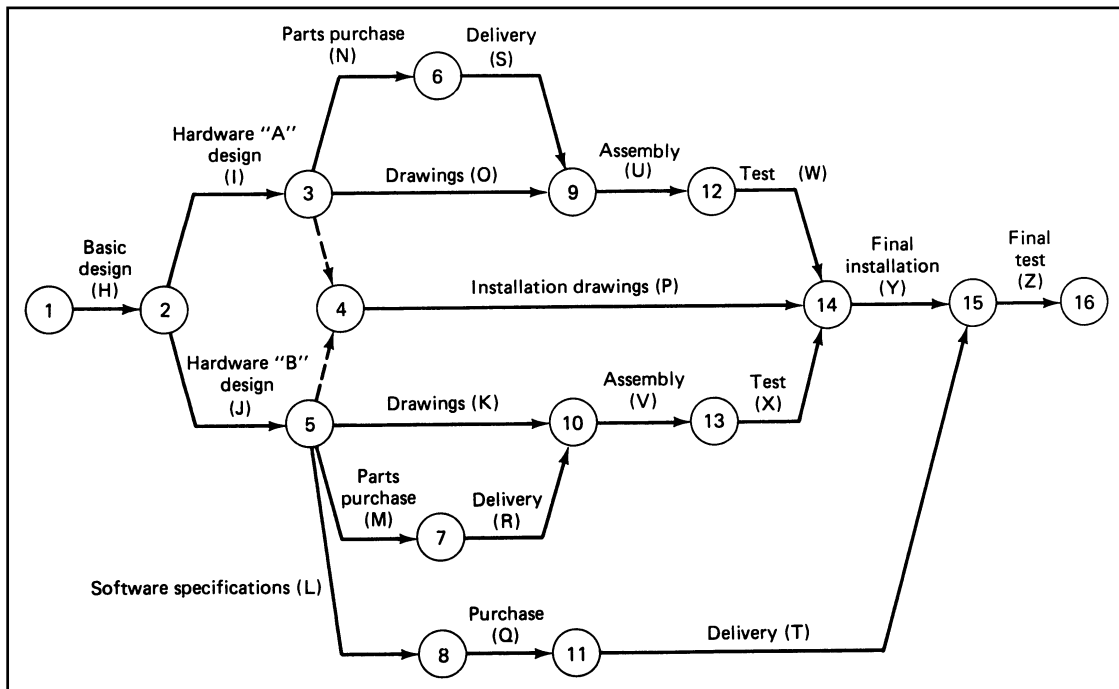 Parts purchase
(N)
Delivery
(S)
6
Hardware "A"
design
(I)
3
Drawings (O)
9
Assembly
(U)
12
Test (W)
Basic
design
(H)
1
2
4
Installation drawings (P)
14
Final
installation
(Y)
15
Final
test
(Z)
16
Hardware "B"
design
(J)
5
Drawings (K)
10
Assembly
(V)
13
Test
(X)
Parts
purchase
(M)
7
Delivery
(R)
Software specifications (L)
8
Purchase
(Q)
11
Delivery (T)